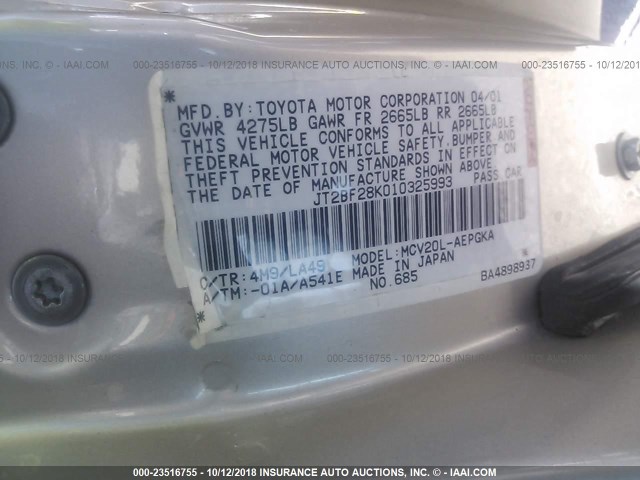 000-23516755 - 10/12/2018 INSURANCE AUTO AUCTIONS © - IAAI.COM
MFD. BY: TOYOTA MOTOR CORPORATION 04/01
GVWR 4275LB GAWR FR 2665LB RR 2665LB
THIS VEHICLE CONFORMS TO ALL APPLICABLE
FEDERAL MOTOR VEHICLE SAFETY, BUMPER AND
THEFT PREVENTION STANDARDS IN EFFECT ON
THE DATE OF MANUFACTURE SHOWN ABOVE.
JT2BF28K010325993 PASS CAR
C/TR: 4M9/LA49 MODEL: MCV20L-AEPGKA
A/TM: -01A/A541E MADE IN JAPAN
NO. 685 BA4898937
000-23516755 - 10/12/2018 INSURANCE AUTO AUCTIONS © - IAAI.COM